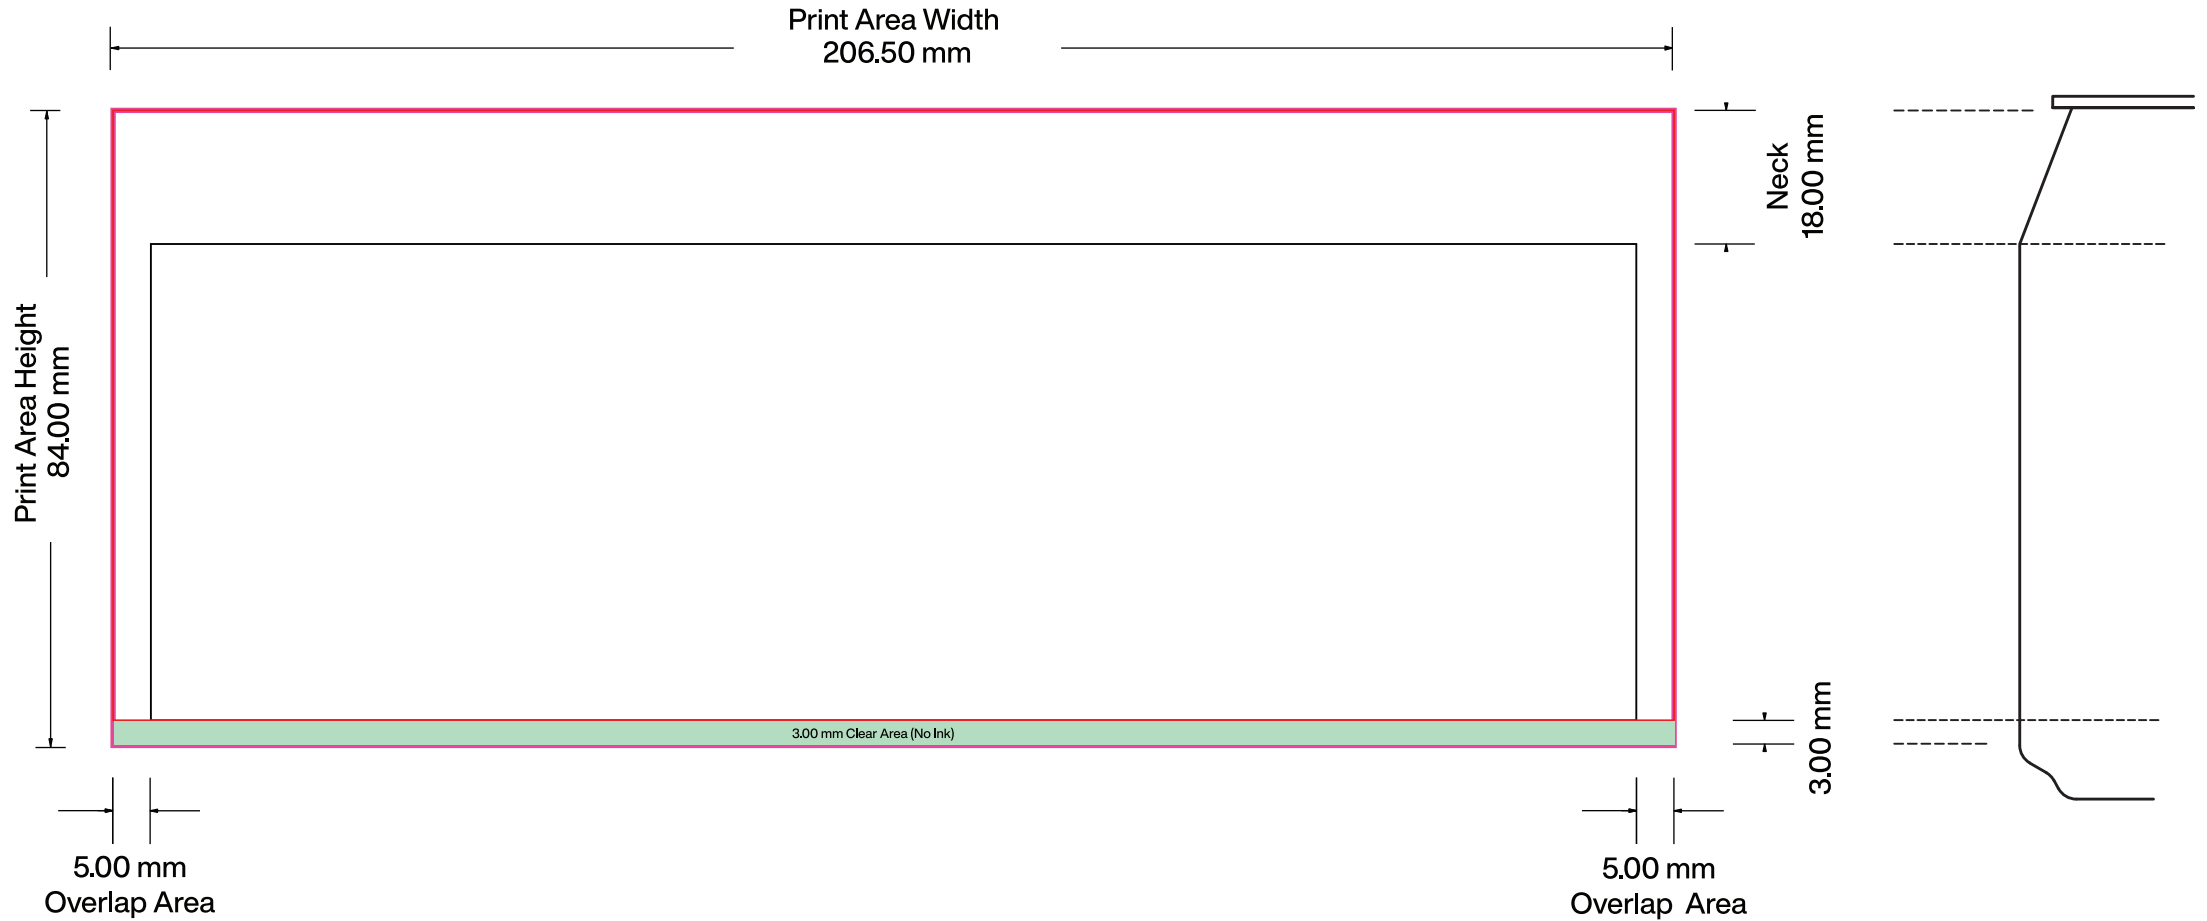 Print Area Width
206.50 mm
Neck
18.00 mm
Print Area Height
84.00 mm
3.00 mm Clear Area (No Ink)
3.00 mm
5.00 mm
Overlap Area
5.00 mm
Overlap Area